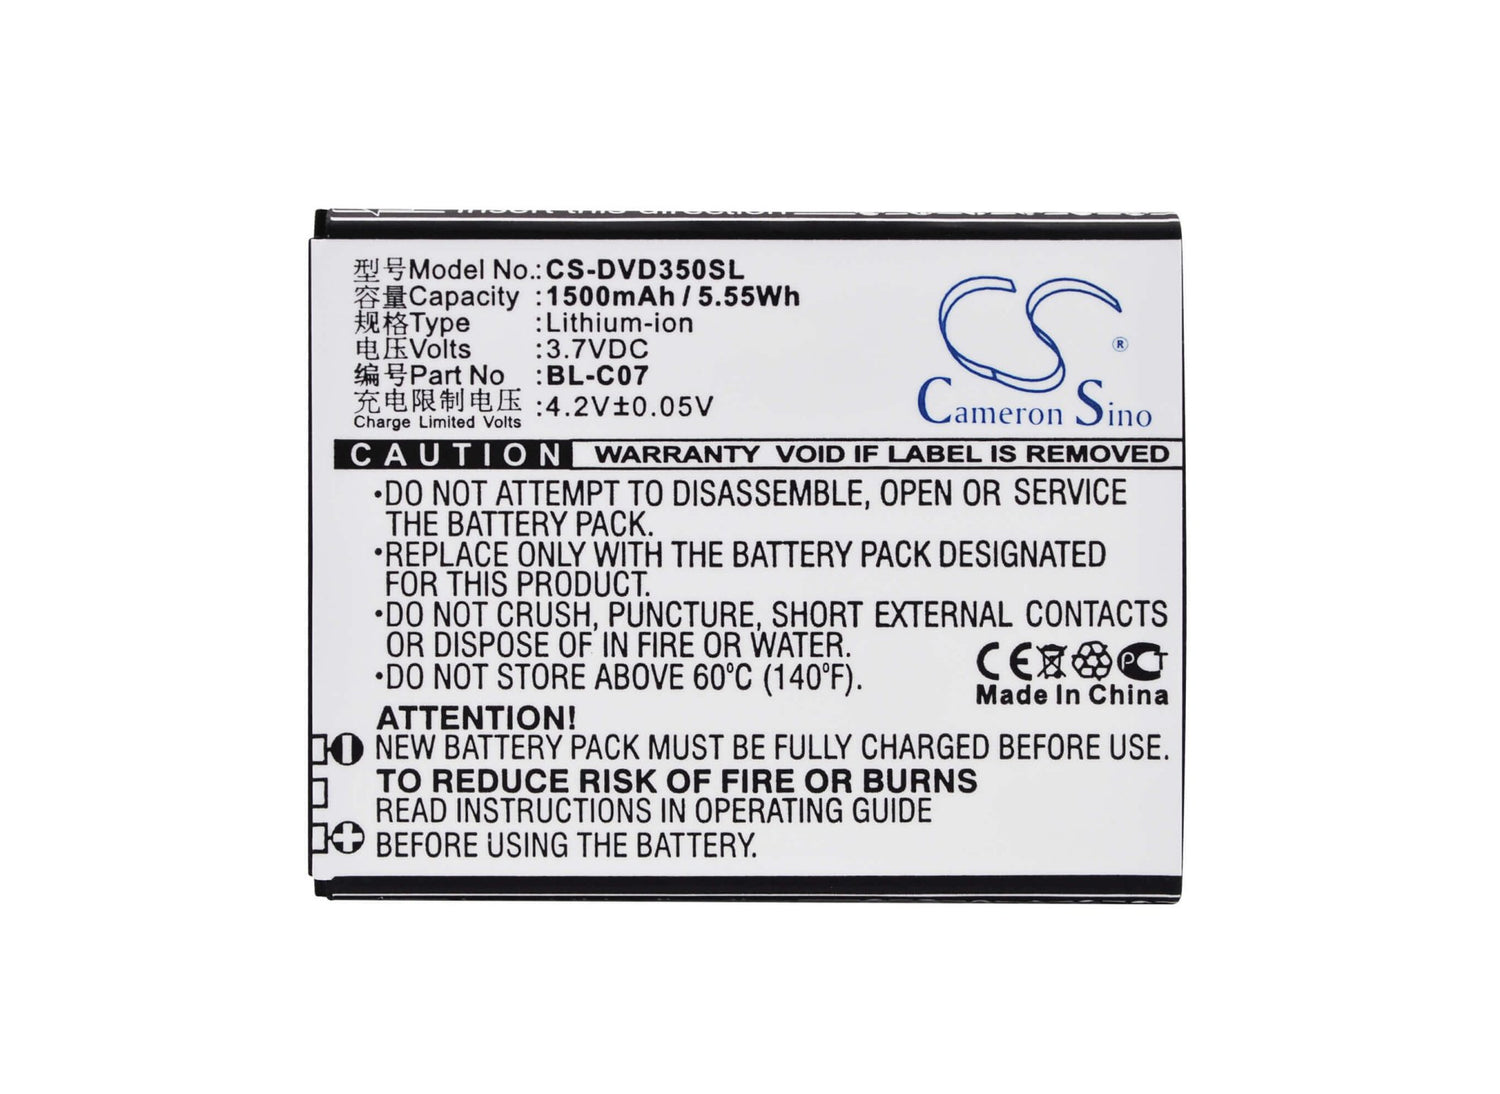 Insert this direction
型号Model No.:CS-DVD350SL
容量Capacity :1500mAh / 5.55Wh
规格Type :Lithium-ion
电压Volts :3.7VDC
编号Part No :BL-C07
充电限制电压 :4.2V±0.05V
Charge Limited Volts
CS ®
Cameron Sino
CAUTION WARRANTY VOID IF LABEL IS REMOVED
•DO NOT ATTEMPT TO DISASSEMBLE, OPEN OR SERVICE
THE BATTERY PACK.
•REPLACE ONLY WITH THE BATTERY PACK DESIGNATED
FOR THIS PRODUCT.
•DO NOT CRUSH, PUNCTURE, SHORT EXTERNAL CONTACTS
OR DISPOSE OF IN FIRE OR WATER.
•DO NOT STORE ABOVE 60°C (140°F).
CE PCT
Made In China
ATTENTION!
NEW BATTERY PACK MUST BE FULLY CHARGED BEFORE USE.
TO REDUCE RISK OF FIRE OR BURNS
READ INSTRUCTIONS IN OPERATING GUIDE
BEFORE USING THE BATTERY.